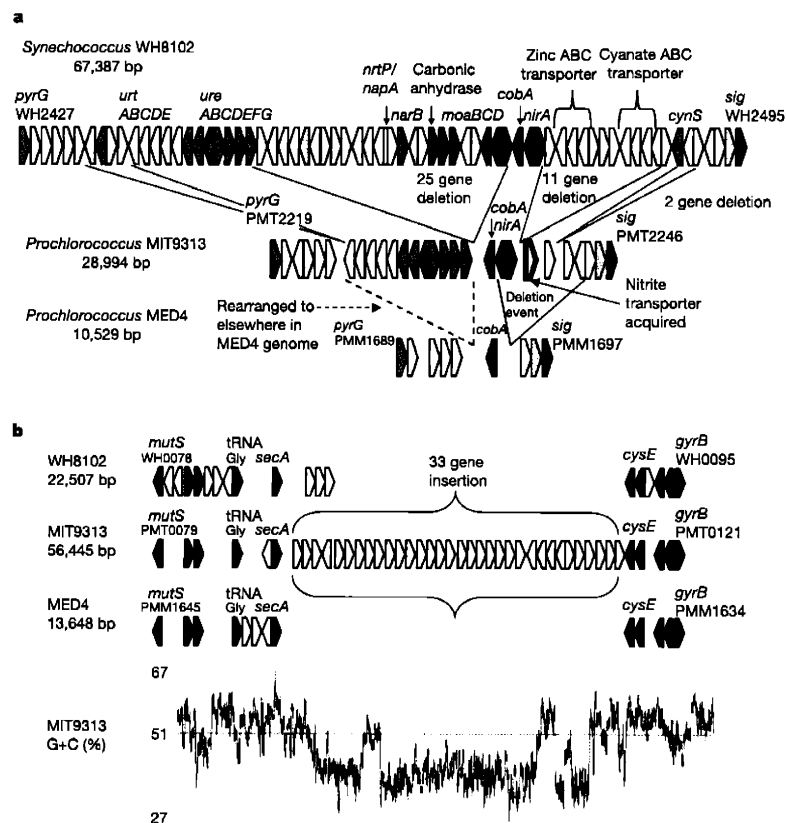 a
Synechococcus WH8102
67,387 bp
nrtP/
napA
Carbonic
anhydrase
Zinc ABC
transporter
Cyanate ABC
transporter
pyrG
WH2427
urt
ABCDE
ure
ABCDEFG
narB
moaBCD
cobA
nirA
cynS
sig
WH2495
25 gene
deletion
11 gene
deletion
2 gene deletion
pyrG
PMT2219
cobA
nirA
sig
PMT2246
Prochlorococcus MIT9313
28,994 bp
Nitrite
transporter
acquired
Prochlorococcus MED4
10,529 bp
Rearranged to
elsewhere in
MED4 genome
Deletion
event
pyrG
PMM1689
cobA
sig
PMM1697
b
WH8102
22,507 bp
mutS
WH0078
tRNA
Gly
secA
33 gene
insertion
cysE
gyrB
WH0095
MIT9313
56,445 bp
mutS
PMT0079
tRNA
Gly
secA
cysE
gyrB
PMT0121
MED4
13,648 bp
mutS
PMM1645
tRNA
Gly
secA
cysE
gyrB
PMM1634
MIT9313
G+C (%)
67
51
27